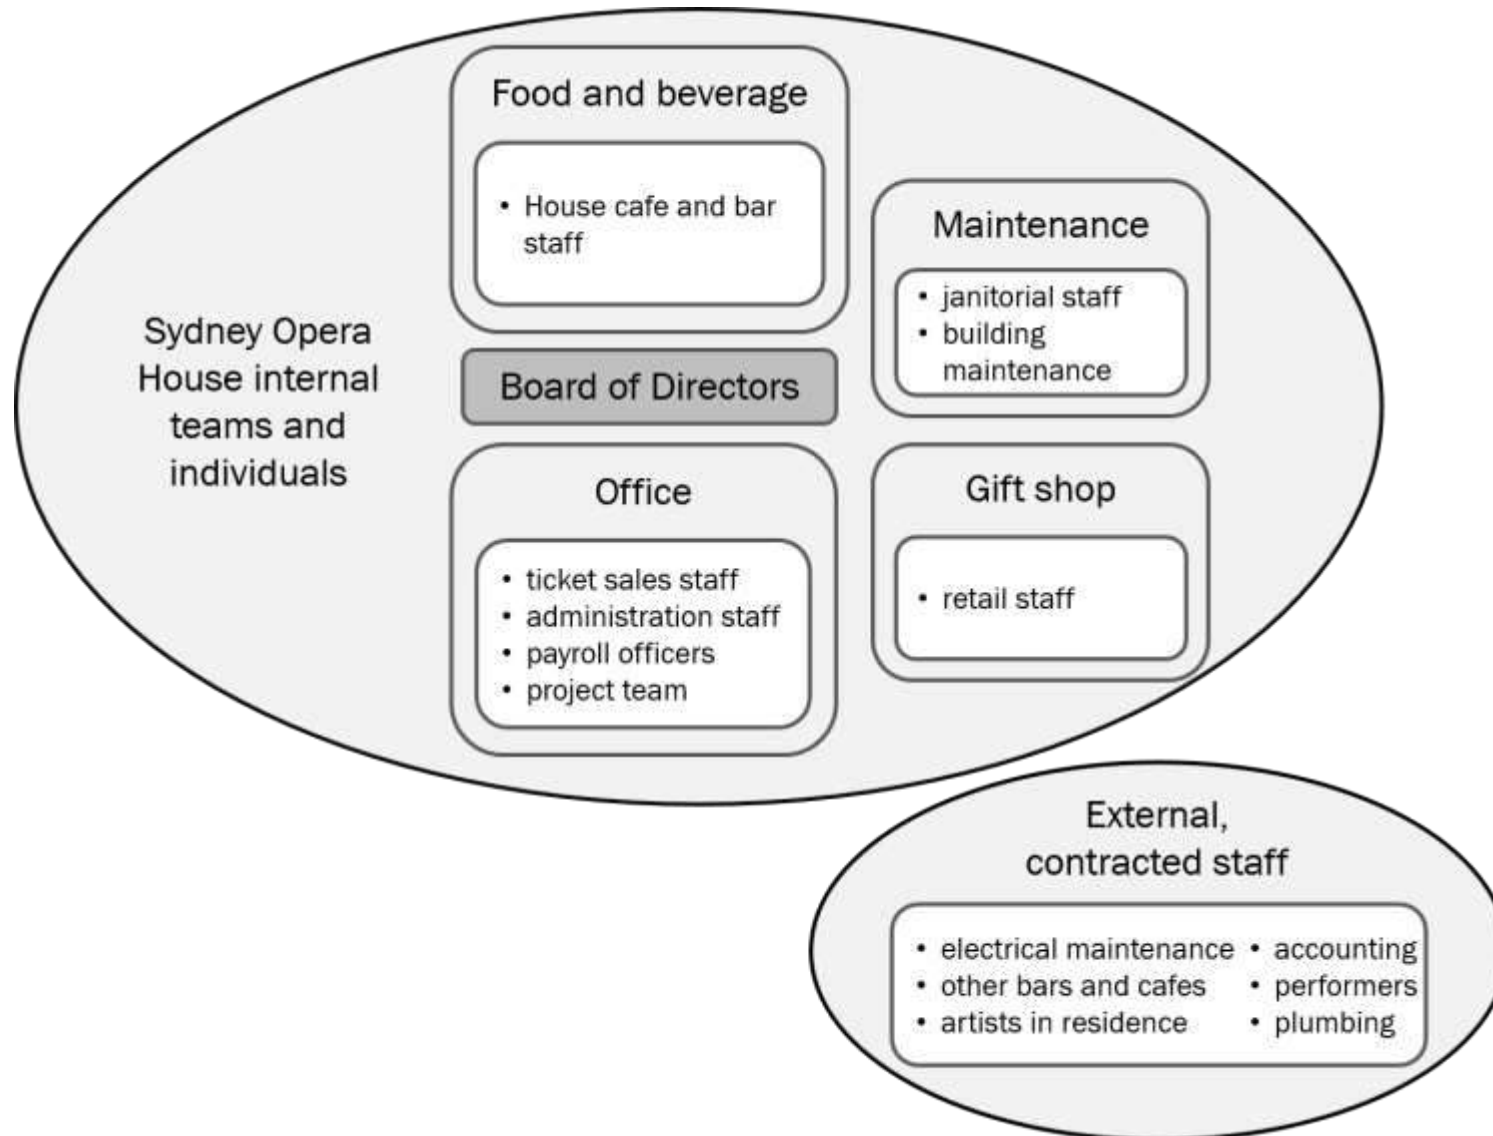 Food and beverage
• House cafe and bar
staff
Maintenance
• janitorial staff
• building
maintenance
Sydney Opera
House internal
teams and
individuals
Board of Directors
Office
• ticket sales staff
• administration staff
• payroll officers
• project team
Gift shop
• retail staff
External,
contracted staff
• electrical maintenance
• other bars and cafes
• artists in residence
• accounting
• performers
• plumbing